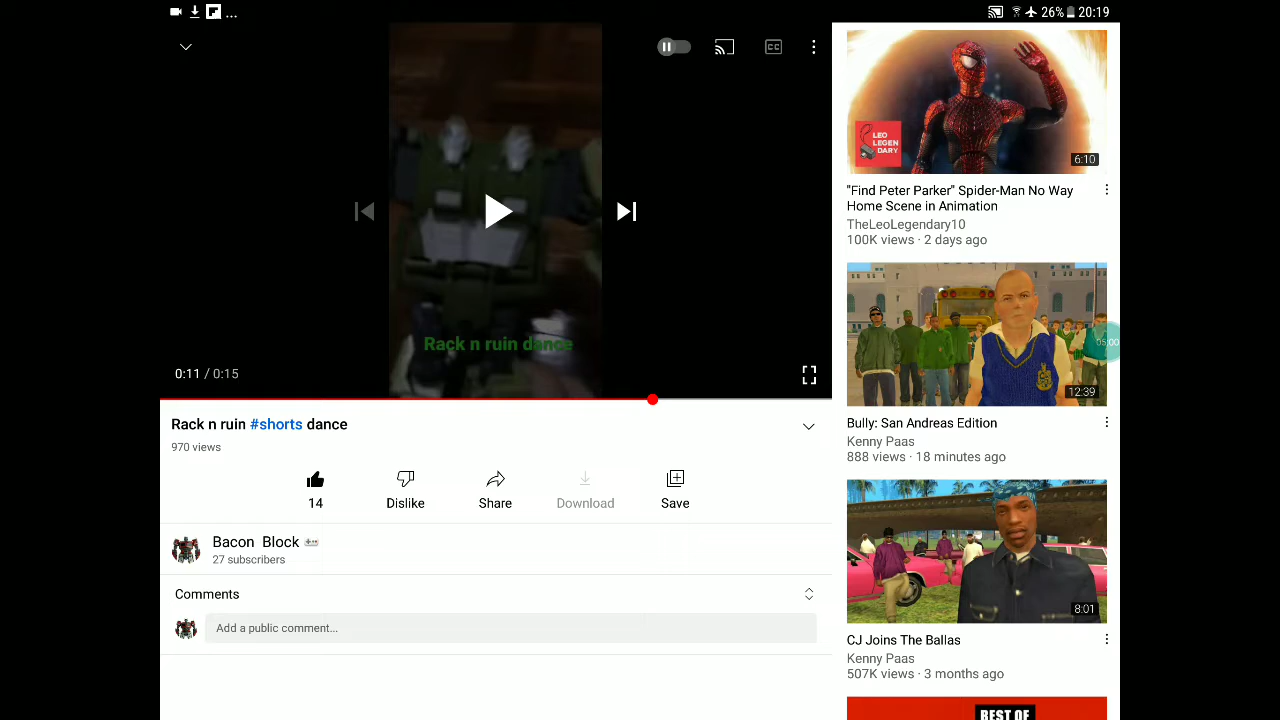 ...
26% 20:19
CC
Rack n ruin dance
0:11 / 0:15
Rack n ruin #shorts dance
970 views
14
Dislike
Share
Download
Save
Bacon Block
27 subscribers
Comments
Add a public comment...
LEO
LEGEN
DARY
6:10
"Find Peter Parker" Spider-Man No Way
Home Scene in Animation
TheLeoLegendary10
100K views · 2 days ago
05:00
12:39
Bully: San Andreas Edition
Kenny Paas
888 views · 18 minutes ago
8:01
CJ Joins The Ballas
Kenny Paas
507K views · 3 months ago
BEST OF